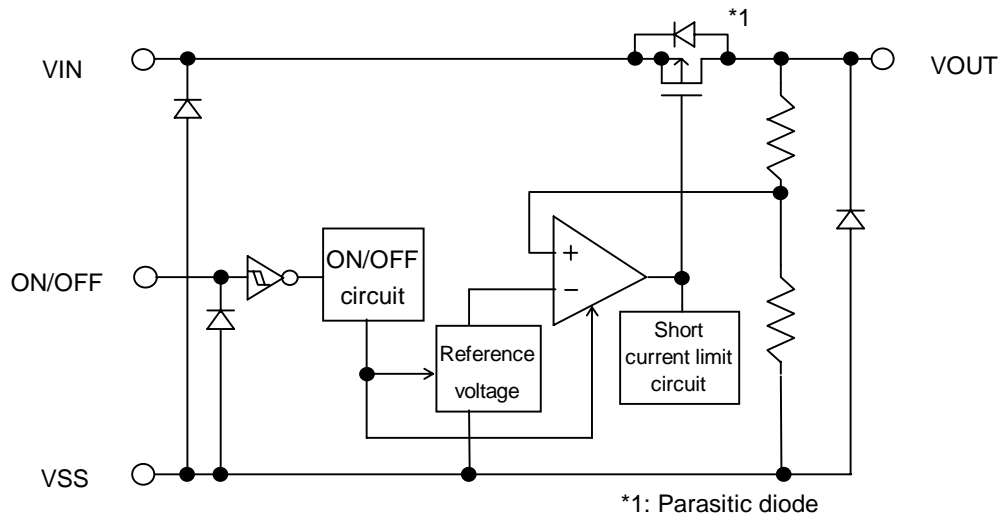 *1
VIN
VOUT
ON/OFF
ON/OFF
circuit
+
−
Reference
voltage
Short
current limit
circuit
VSS
*1: Parasitic diode